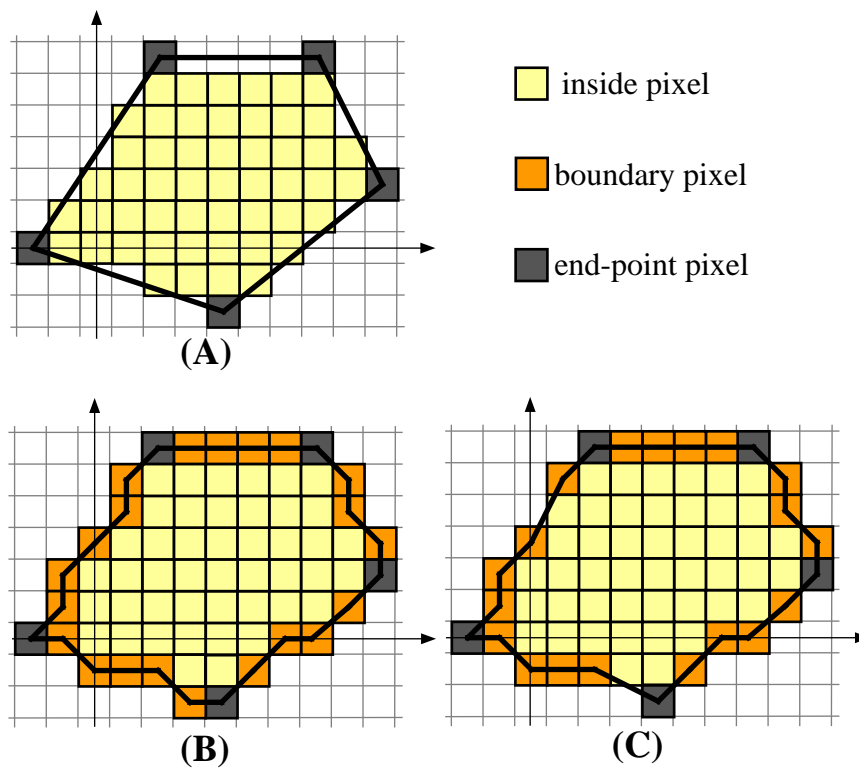 inside pixel
boundary pixel
end-point pixel
(A)
(B)
(C)